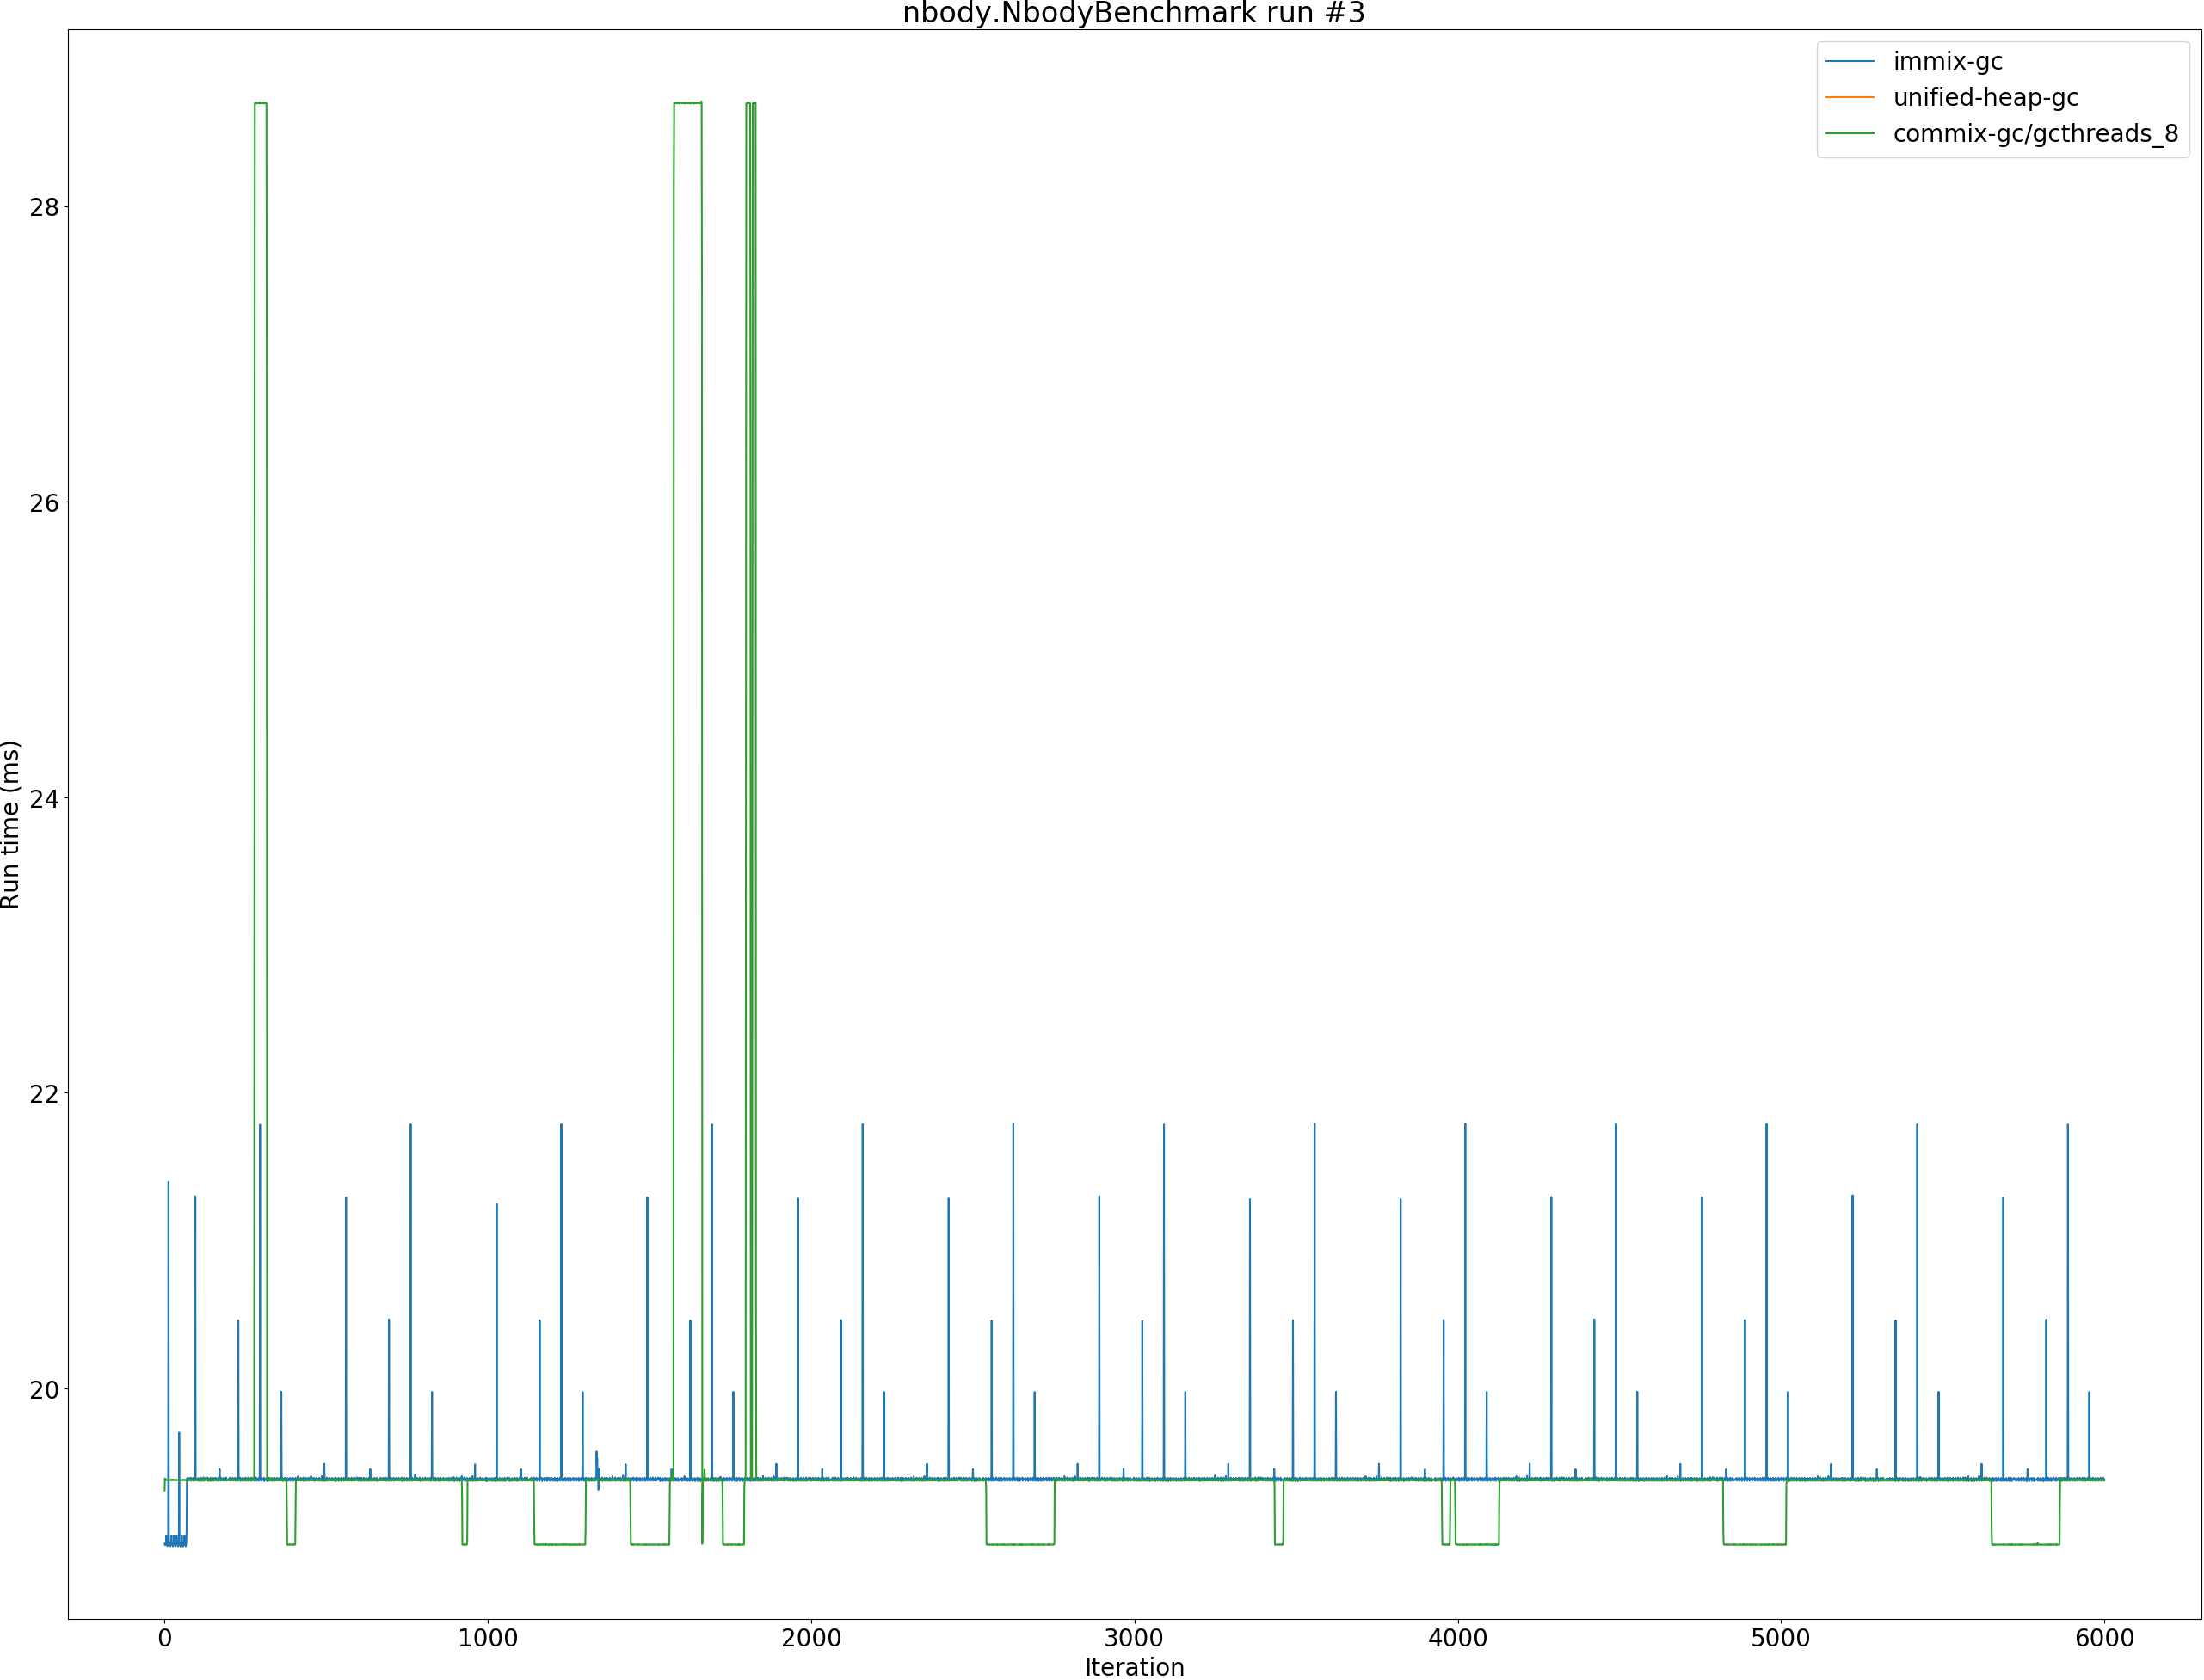 nbody.NbodyBenchmark run #3
immix-gc
unified-heap-gc
commix-gc/gcthreads_8
Run time (ms)
28
26
24
22
20
0 1000 2000 3000 4000 5000 6000
Iteration